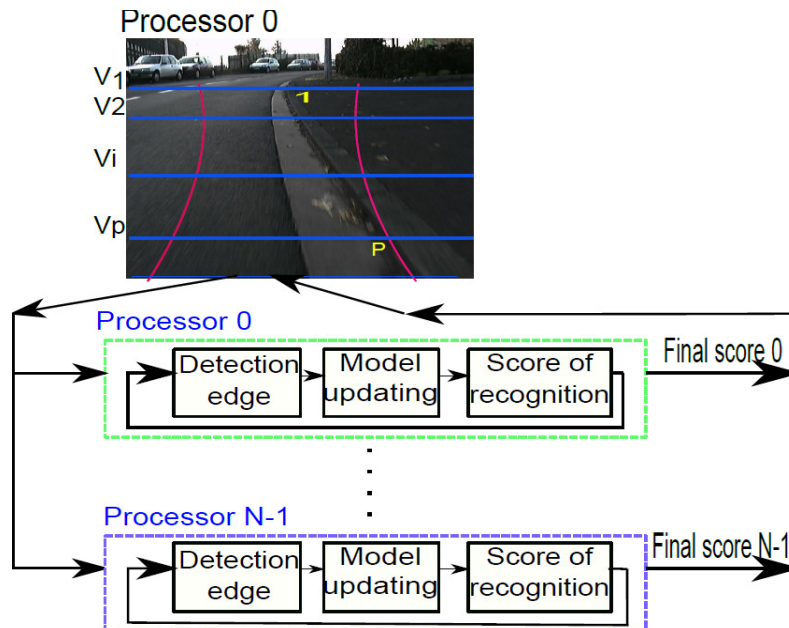 Processor 0
V1
1
V2
Vi
Vp
P
Processor 0
Detection edge
Model updating
Score of recognition
Final score 0
Processor N-1
Detection edge
Model updating
Score of recognition
Final score N-1